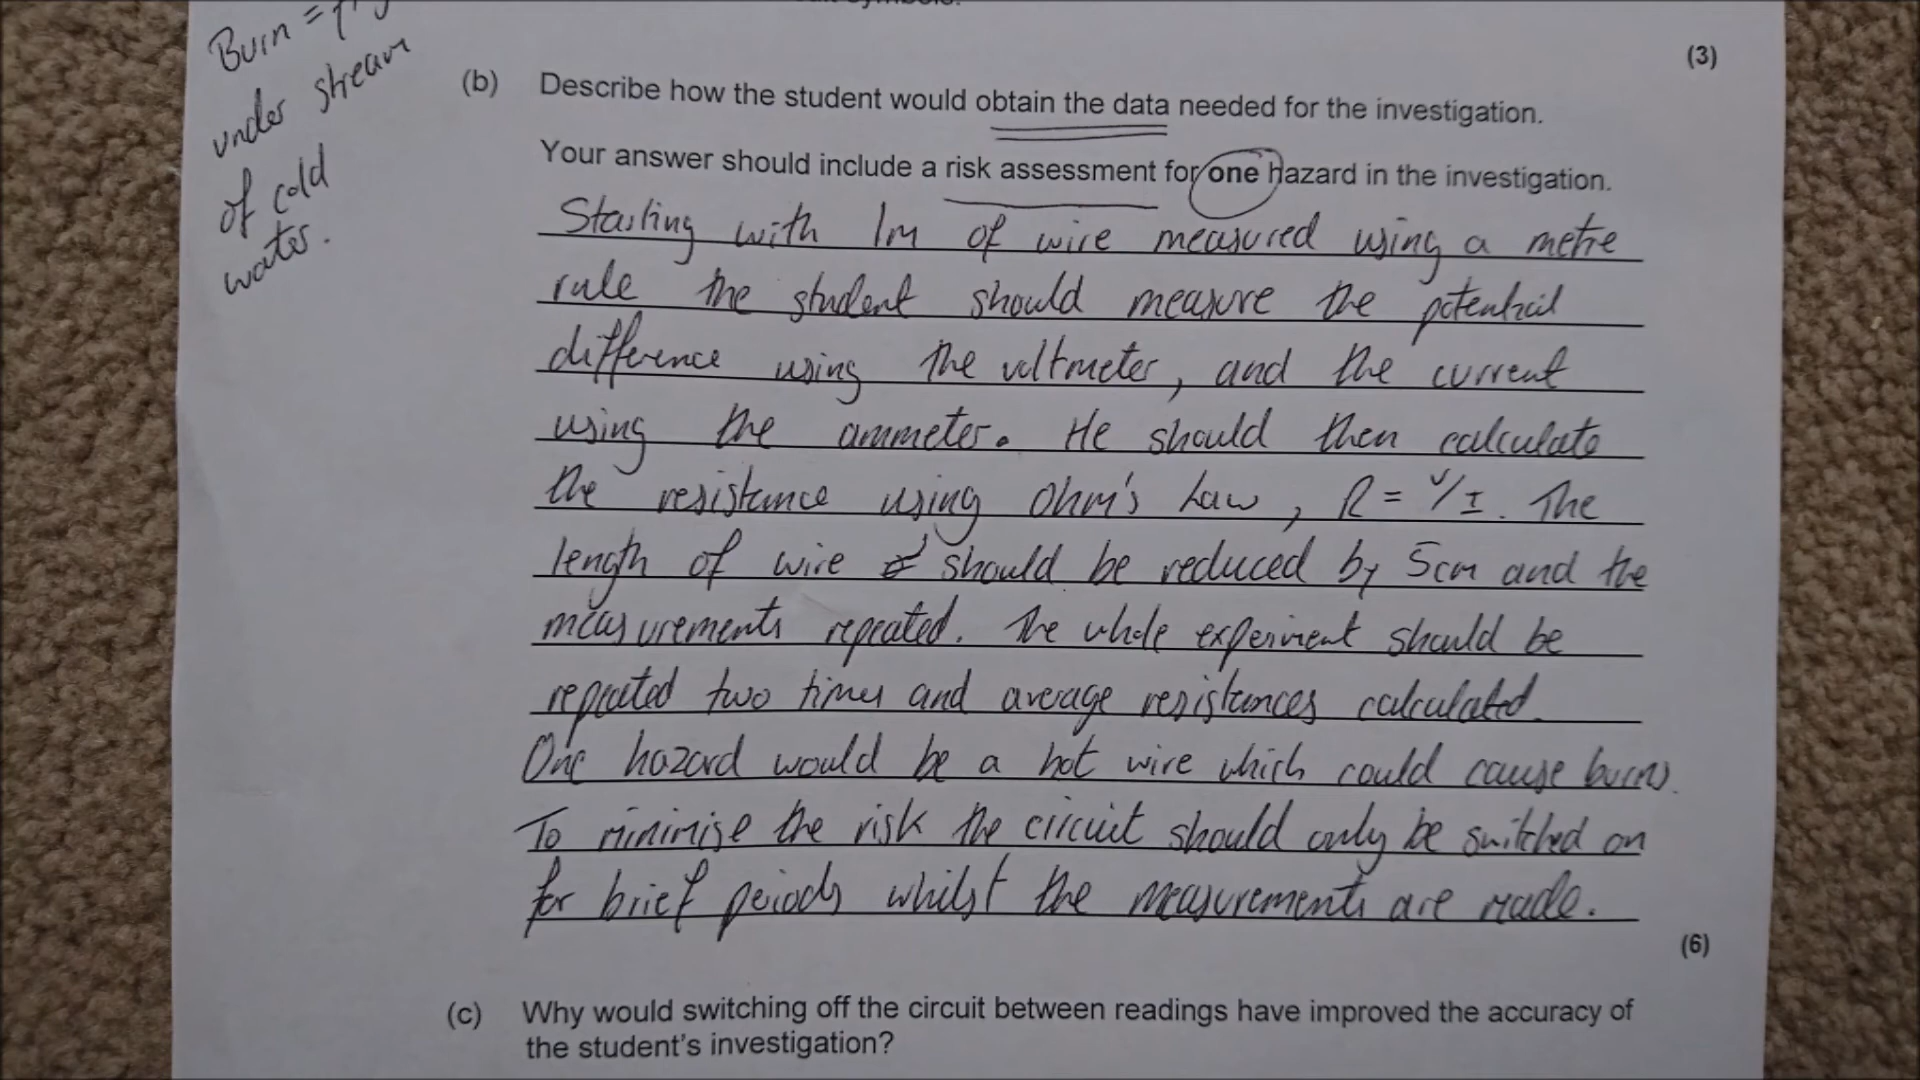 Burn =
under stream
of cold
water.
(3)
(b) Describe how the student would obtain the data needed for the investigation.
Your answer should include a risk assessment for one hazard in the investigation.
Starting with 1m of wire measured using a metre
rule the student should measure the potential
difference using the voltmeter, and the current
using the ammeter. He should then calculate
the resistance using Ohm's Law, R = V/I. The
length of wire should be reduced by 5cm and the
measurements repeated. The whole experiment should be
repeated two times and average resistances calculated.
One hazard would be a hot wire which could cause burns.
To minimise the risk the circuit should only be switched on
for brief periods whilst the measurements are made.
(6)
(c) Why would switching off the circuit between readings have improved the accuracy of
the student's investigation?